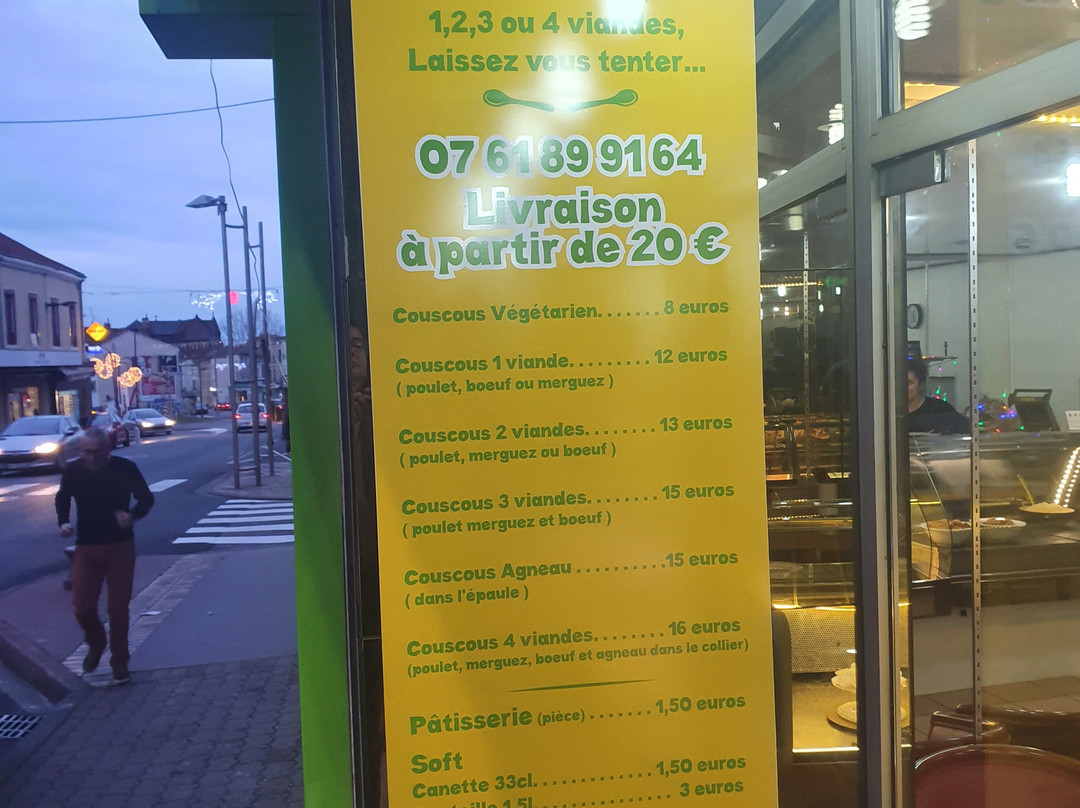 1,2,3 ou 4 viandes,
Laissez vous tenter...
07 61 89 91 64
Livraison
à partir de 20 €
Couscous Végétarien.......8 euros
Couscous 1 viande.........12 euros
( poulet, boeuf ou merguez )
Couscous 2 viandes........13 euros
( poulet, merguez ou boeuf )
Couscous 3 viandes........15 euros
( poulet merguez et boeuf )
Couscous Agneau..........15 euros
( dans l'épaule )
Couscous 4 viandes........16 euros
(poulet, merguez, boeuf et agneau dans le collier)
Pâtisserie (pièce).......1,50 euros
Soft
Canette 33cl.............1,50 euros
1,5l.............3 euros